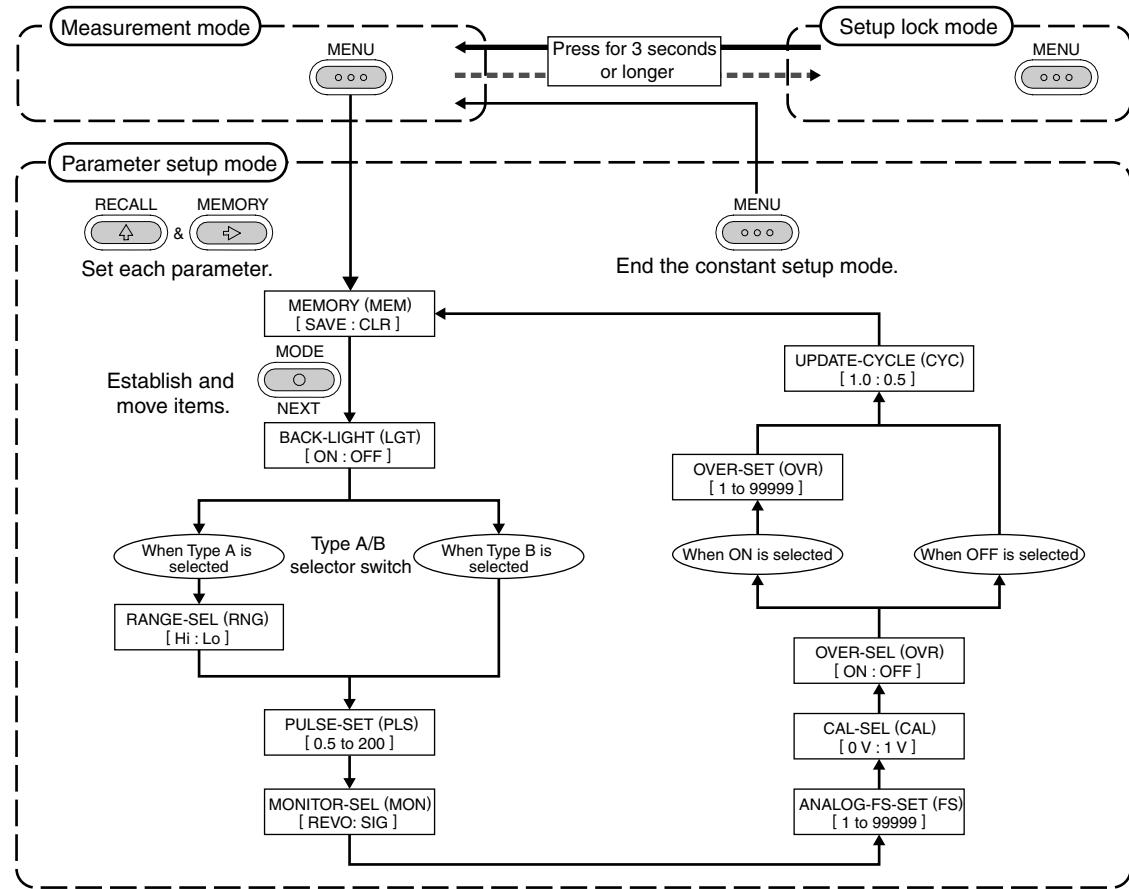 Measurement mode
MENU
Press for 3 seconds
or longer
Setup lock mode
MENU
Parameter setup mode
RECALL
&
MEMORY
Set each parameter.
MENU
End the constant setup mode.
MEMORY (MEM)
[ SAVE : CLR ]
MODE
NEXT
Establish and
move items.
BACK-LIGHT (LGT)
[ ON : OFF ]
When Type A is
selected
Type A/B
selector switch
When Type B is
selected
RANGE-SEL (RNG)
[ Hi : Lo ]
PULSE-SET (PLS)
[ 0.5 to 200 ]
MONITOR-SEL (MON)
[ REVO: SIG ]
UPDATE-CYCLE (CYC)
[ 1.0 : 0.5 ]
OVER-SET (OVR)
[ 1 to 99999 ]
When ON is selected
When OFF is selected
OVER-SEL (OVR)
[ ON : OFF ]
CAL-SEL (CAL)
[ 0 V : 1 V ]
ANALOG-FS-SET (FS)
[ 1 to 99999 ]